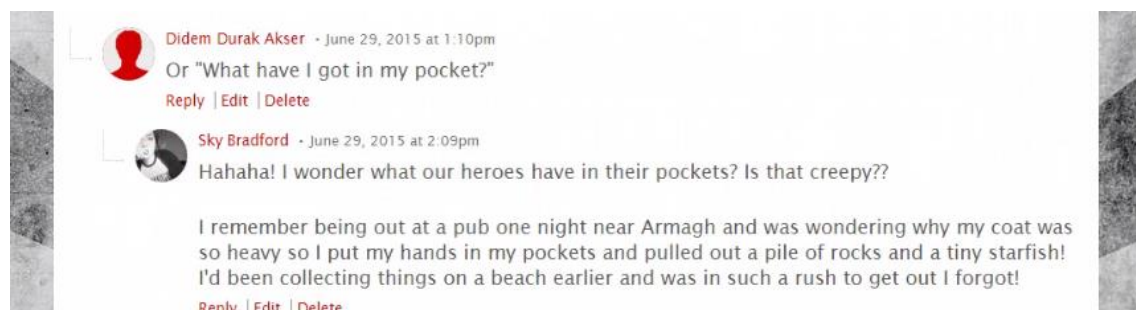 Didem Durak Akser • June 29, 2015 at 1:10pm
Or "What have I got in my pocket?"
Reply | Edit | Delete
Sky Bradford • June 29, 2015 at 2:09pm
Hahaha! I wonder what our heroes have in their pockets? Is that creepy??
I remember being out at a pub one night near Armagh and was wondering why my coat was
so heavy so I put my hands in my pockets and pulled out a pile of rocks and a tiny starfish!
I'd been collecting things on a beach earlier and was in such a rush to get out I forgot!
Reply | Edit | Delete